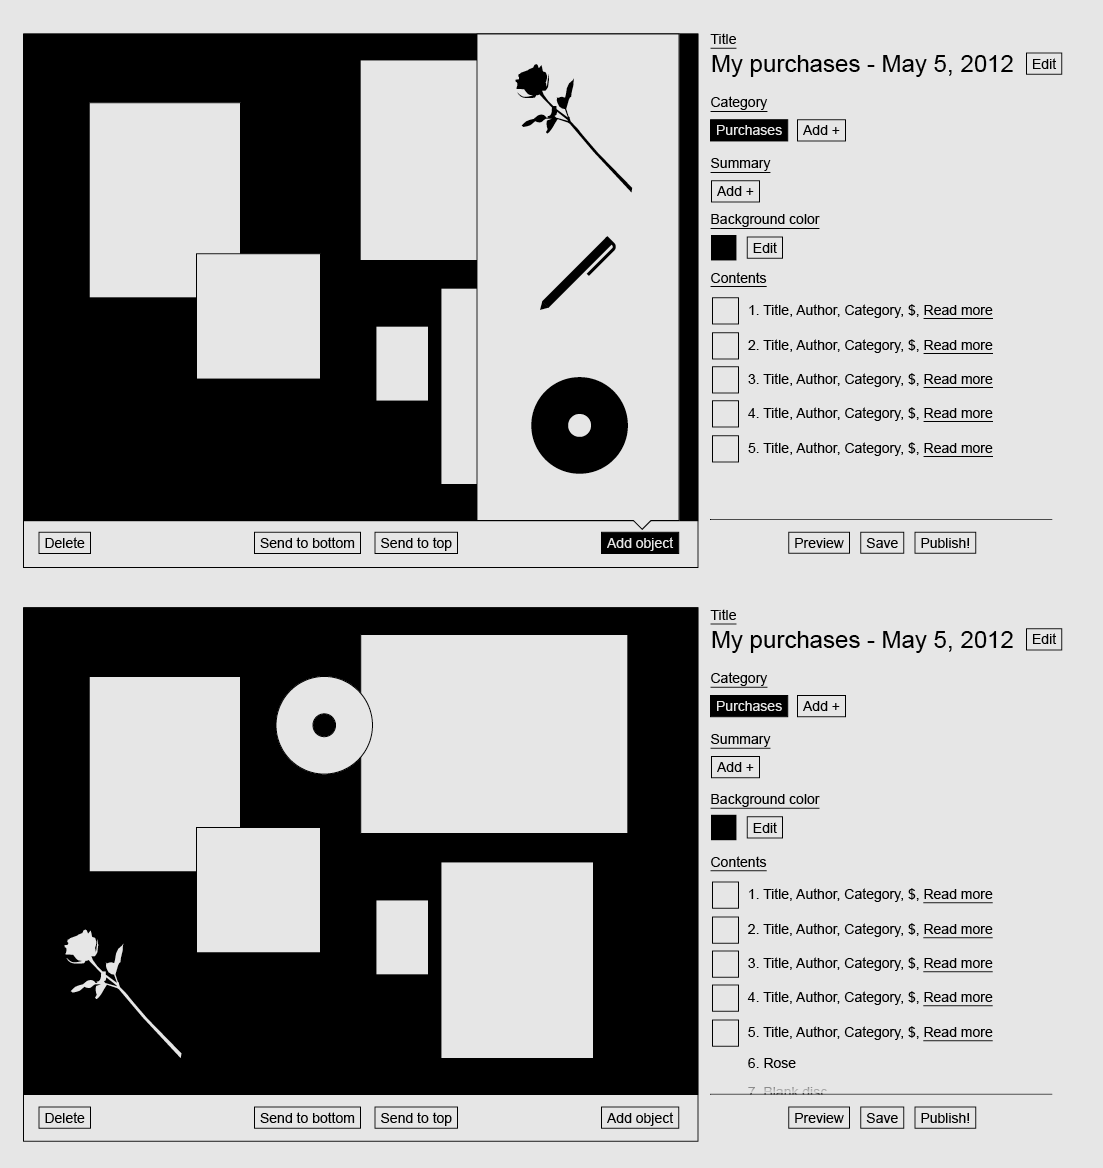 Title
My purchases - May 5, 2012 Edit
Category
Purchases Add +
Summary
Add +
Background color
Edit
Contents
1. Title, Author, Category, $, Read more
2. Title, Author, Category, $, Read more
3. Title, Author, Category, $, Read more
4. Title, Author, Category, $, Read more
5. Title, Author, Category, $, Read more
Delete Send to bottom Send to top Add object
Preview Save Publish!
Title
My purchases - May 5, 2012 Edit
Category
Purchases Add +
Summary
Add +
Background color
Edit
Contents
1. Title, Author, Category, $, Read more
2. Title, Author, Category, $, Read more
3. Title, Author, Category, $, Read more
4. Title, Author, Category, $, Read more
5. Title, Author, Category, $, Read more
6. Rose
7. Blank disc
Delete Send to bottom Send to top Add object
Preview Save Publish!